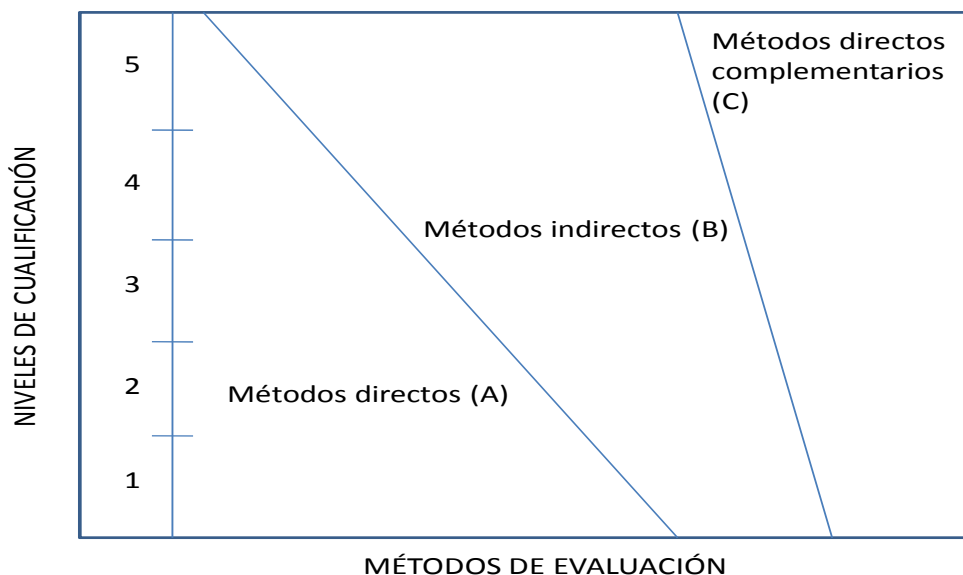 Métodos directos
complementarios
(C)
5
4
Métodos indirectos (B)
3
2
Métodos directos (A)
1
NIVELES DE CUALIFICACIÓN
MÉTODOS DE EVALUACIÓN